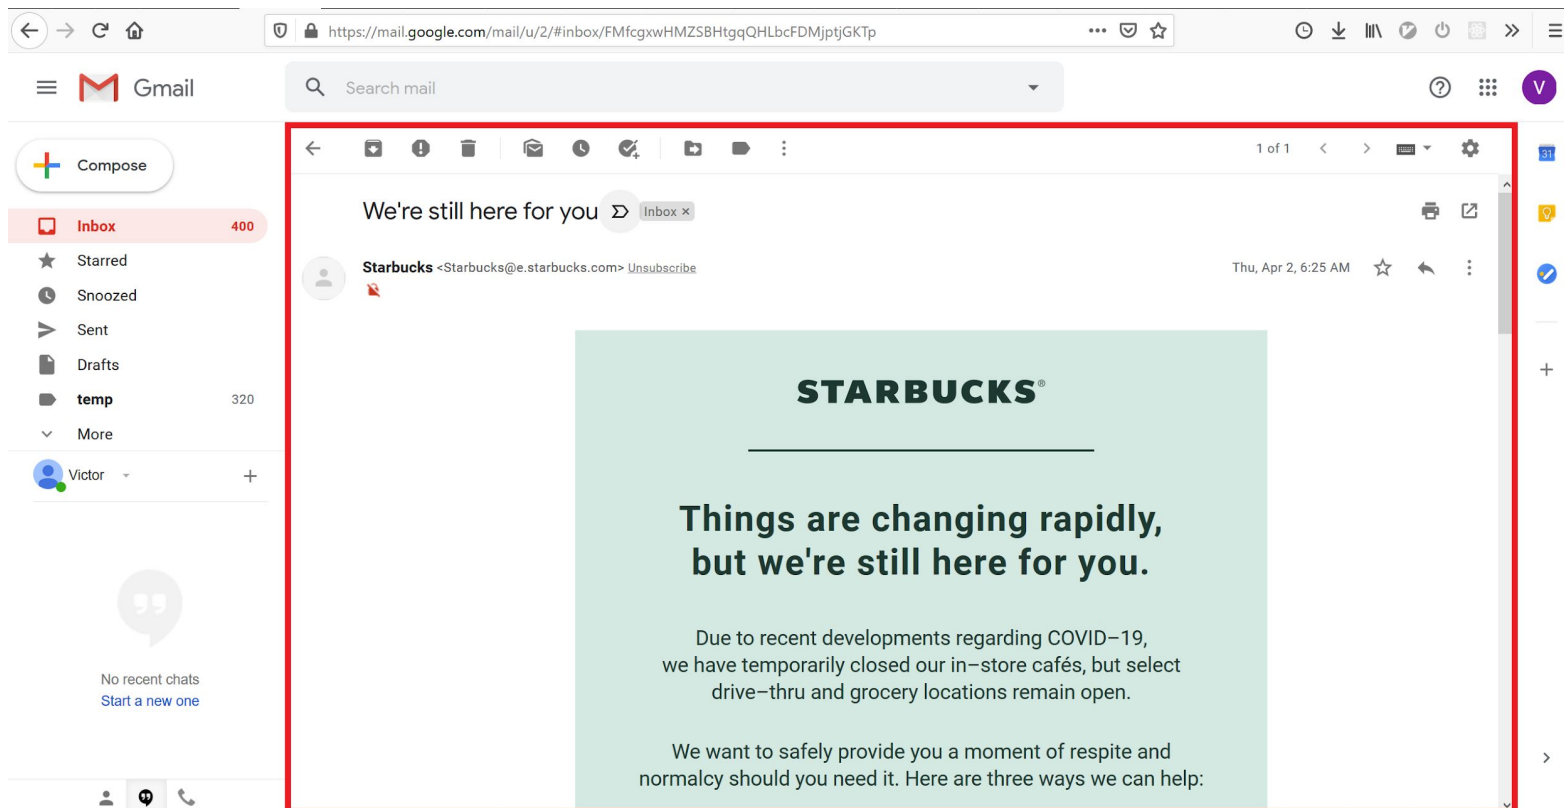 https://mail.google.com/mail/u/2/#inbox/FMfcgxwHMZSBHtgqQHLbcFDMjptjGKTp
Gmail
Search mail
V
Compose
1 of 1
31
We're still here for you
Inbox ×
Inbox 400
Starred
Snoozed
Sent
Drafts
temp 320
More
Victor
No recent chats
Start a new one
Starbucks <Starbucks@e.starbucks.com> Unsubscribe
Thu, Apr 2, 6:25 AM
STARBUCKS®
Things are changing rapidly,
but we're still here for you.
Due to recent developments regarding COVID–19,
we have temporarily closed our in–store cafés, but select
drive–thru and grocery locations remain open.
We want to safely provide you a moment of respite and
normalcy should you need it. Here are three ways we can help: